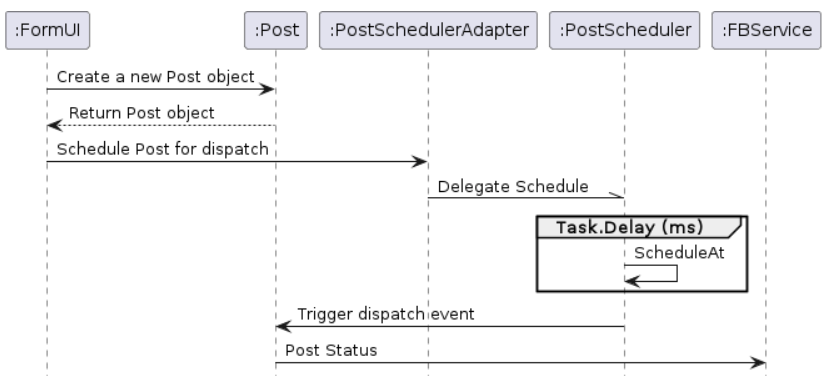 :FormUI
:Post
:PostSchedulerAdapter
:PostScheduler
:FBService
Create a new Post object
Return Post object
Schedule Post for dispatch
Delegate Schedule
Task.Delay (ms)
ScheduleAt
Trigger dispatch event
Post Status